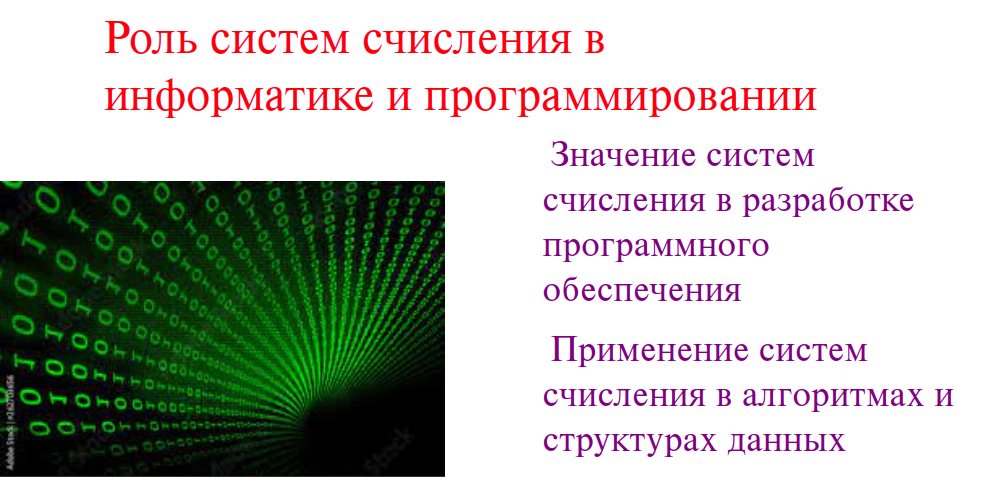 Роль систем счисления в
информатике и программировании
Значение систем
счисления в разработке
программного
обеспечения
Применение систем
счисления в алгоритмах и
структурах данных